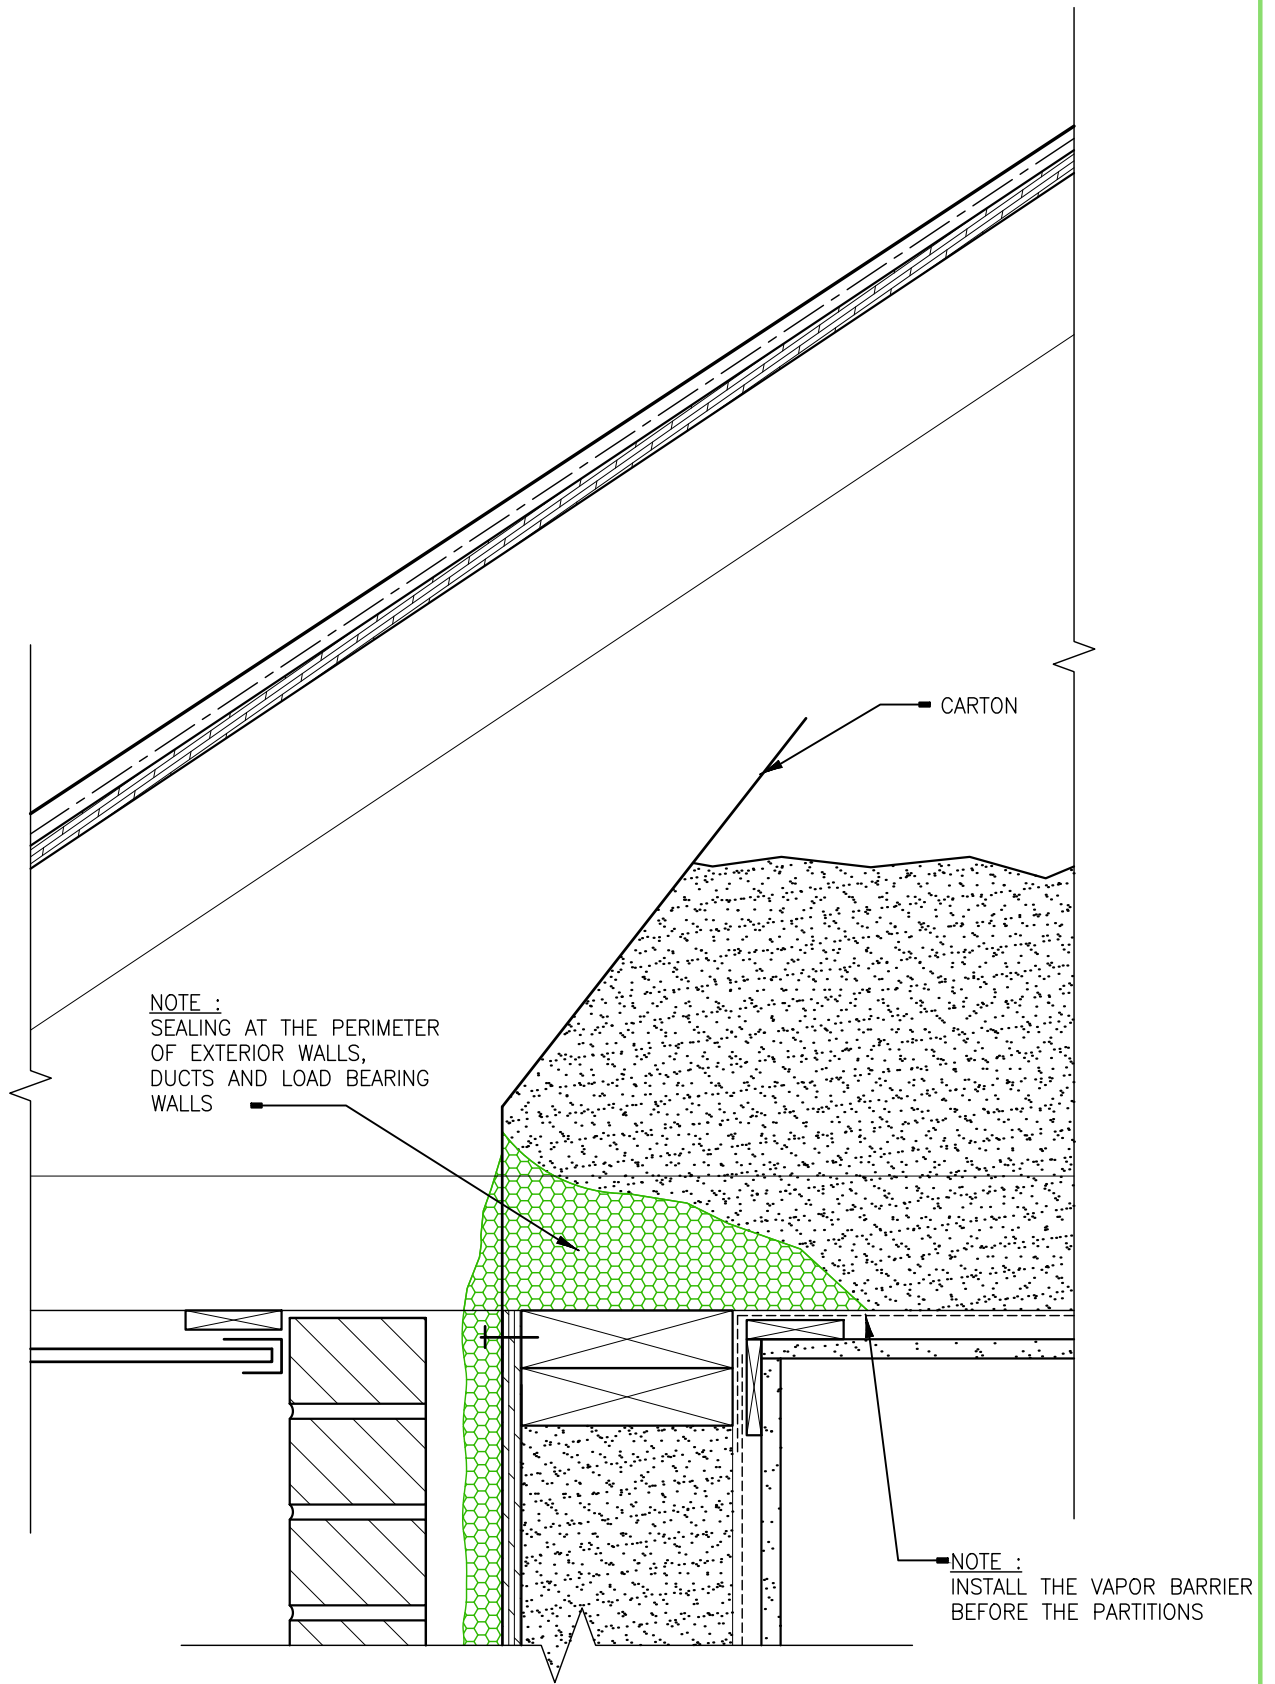 CARTON
NOTE :
SEALING AT THE PERIMETER
OF EXTERIOR WALLS,
DUCTS AND LOAD BEARING
WALLS
NOTE :
INSTALL THE VAPOR BARRIER
BEFORE THE PARTITIONS